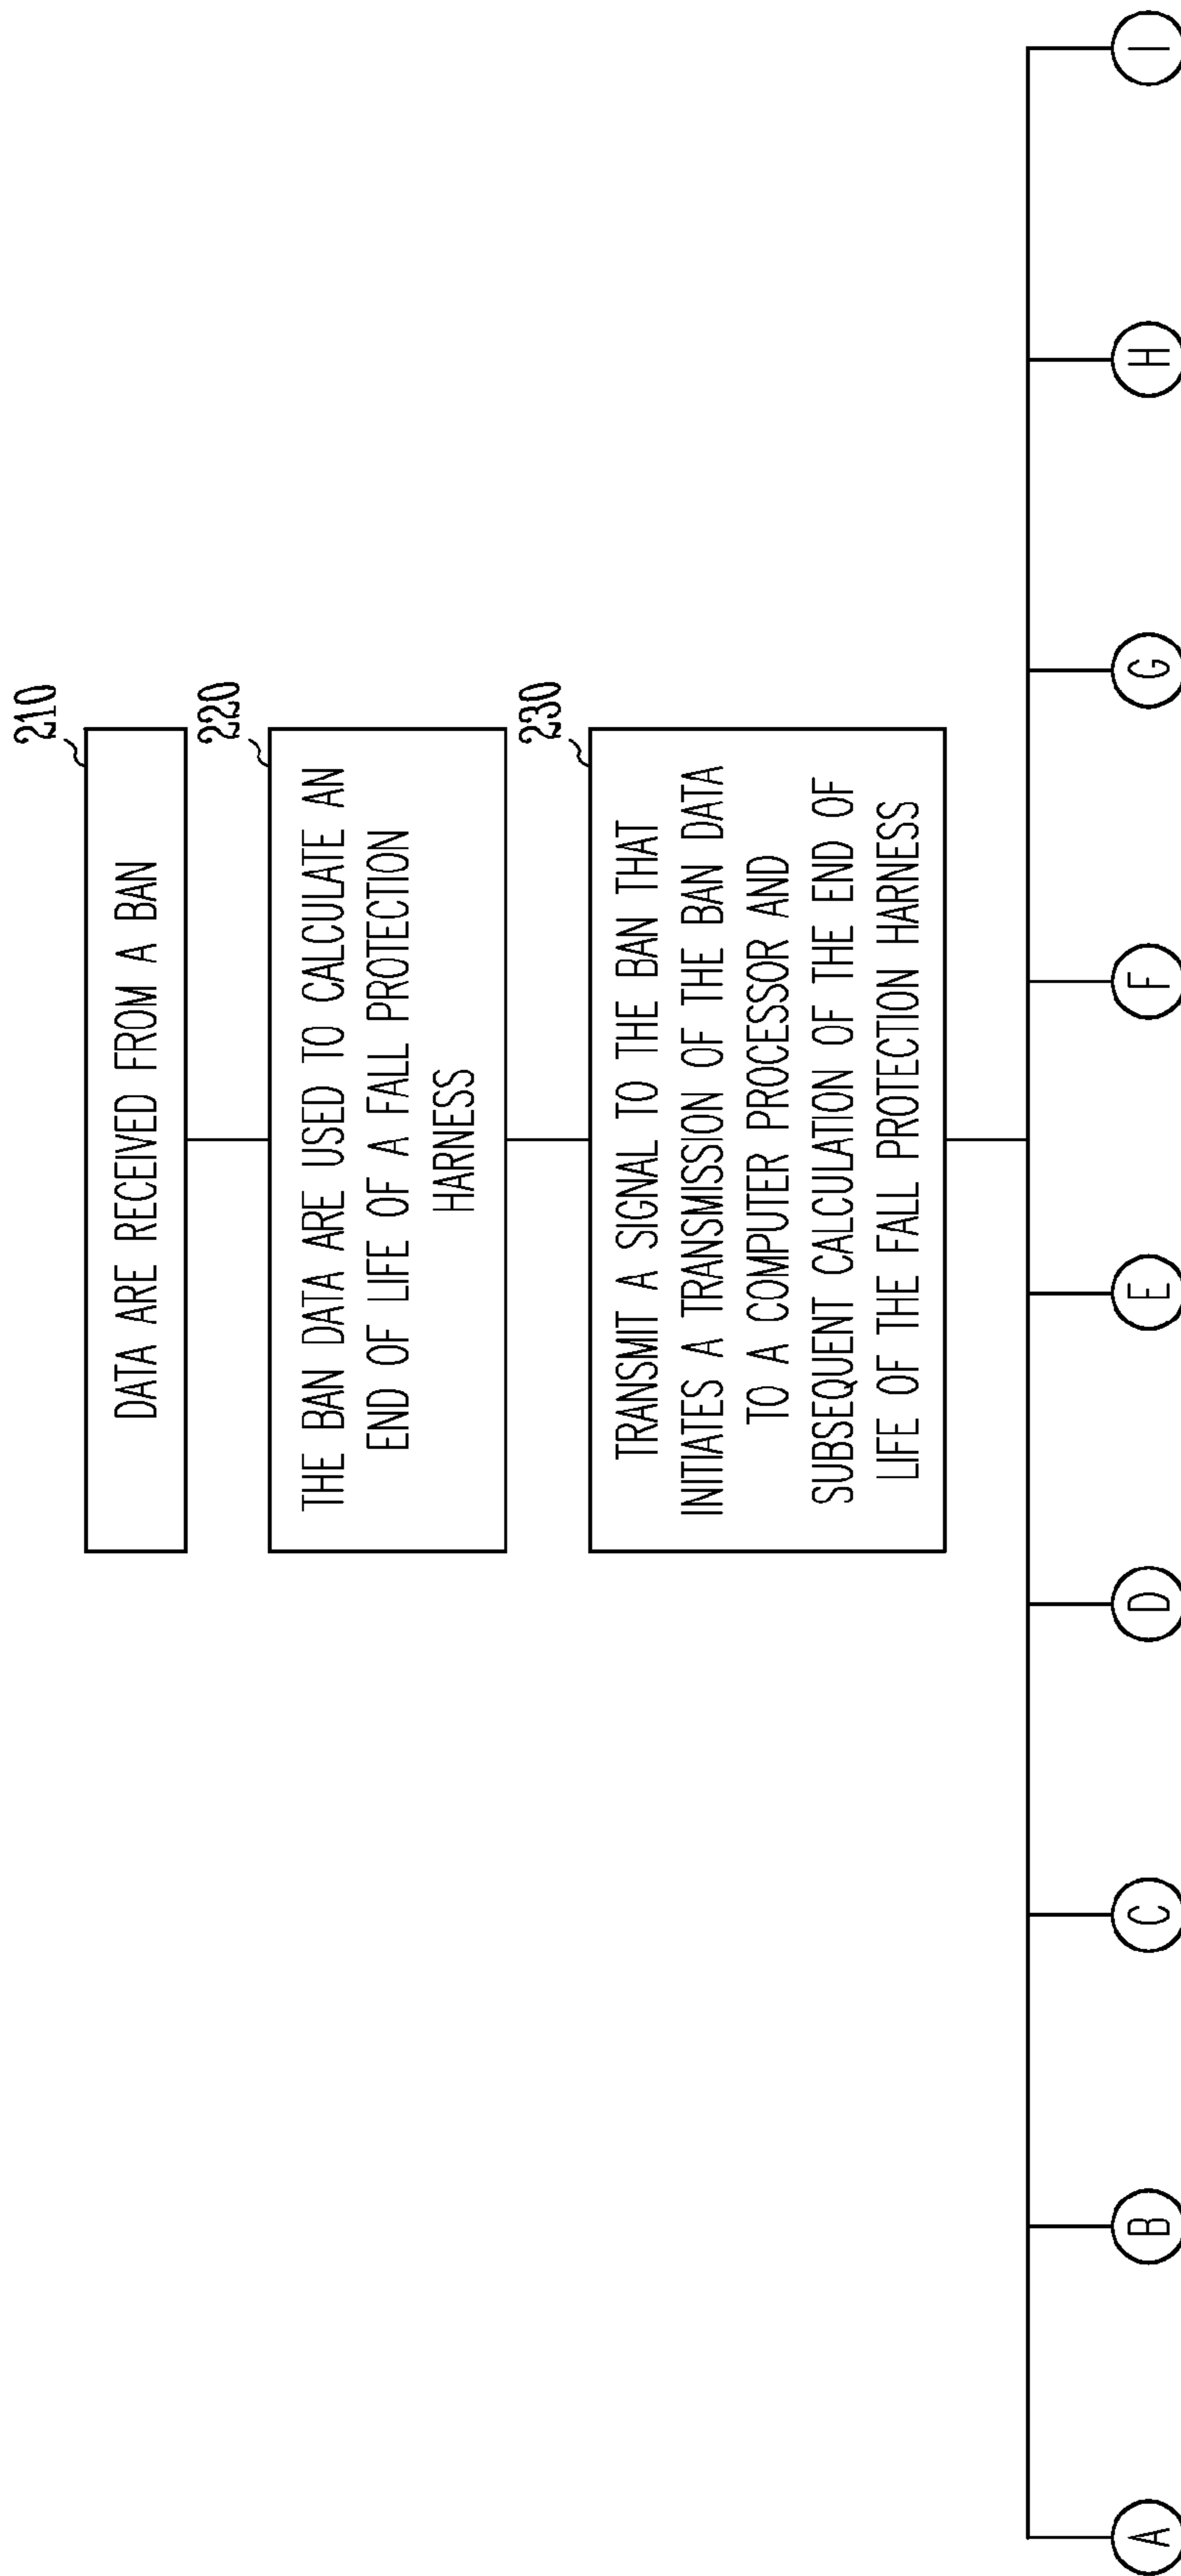 210
DATA ARE RECEIVED FROM A BAN
220
THE BAN DATA ARE USED TO CALCULATE AN
END OF LIFE OF A FALL PROTECTION
HARNESS
230
TRANSMIT A SIGNAL TO THE BAN THAT
INITIATES A TRANSMISSION OF THE BAN DATA
TO A COMPUTER PROCESSOR AND
SUBSEQUENT CALCULATION OF THE END OF
LIFE OF THE FALL PROTECTION HARNESS
A
B
C
D
E
F
G
H
I